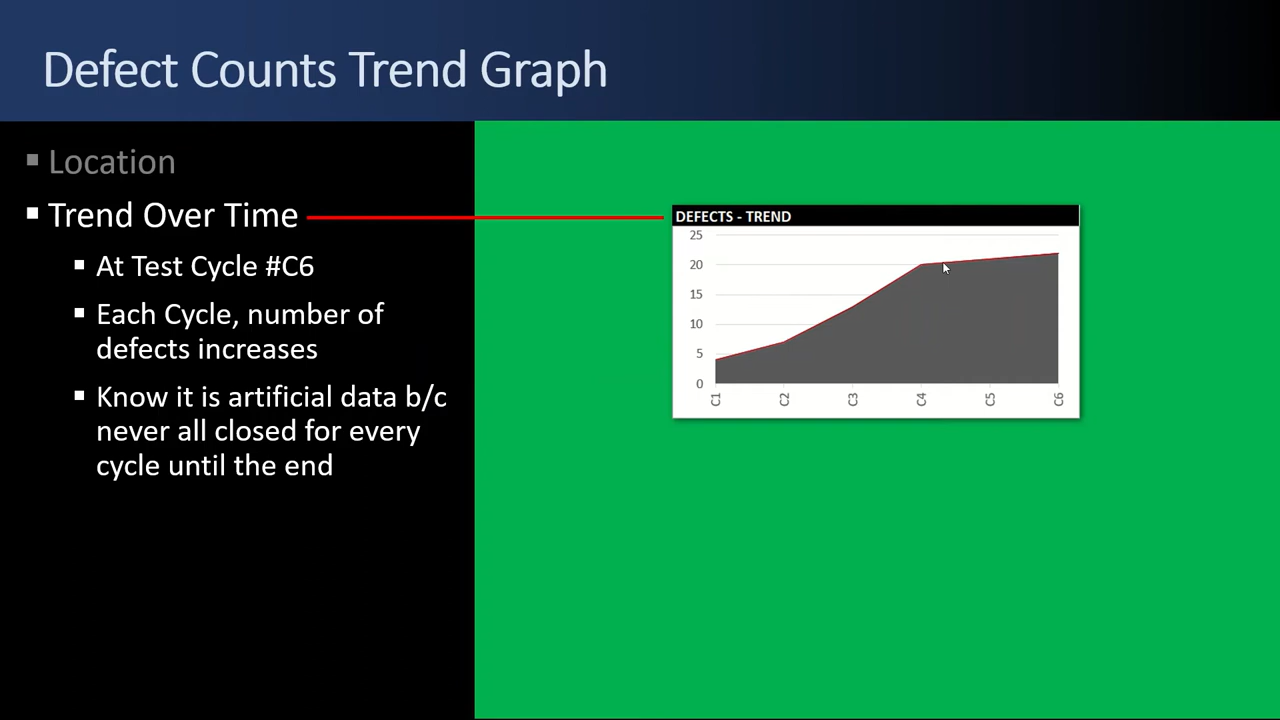 Defect Counts Trend Graph
▪ Location
▪ Trend Over Time
▪ At Test Cycle #C6
▪ Each Cycle, number of
defects increases
▪ Know it is artificial data b/c
never all closed for every
cycle until the end
DEFECTS - TREND
25
20
15
10
5
0
C1
C2
C3
C4
C5
C6